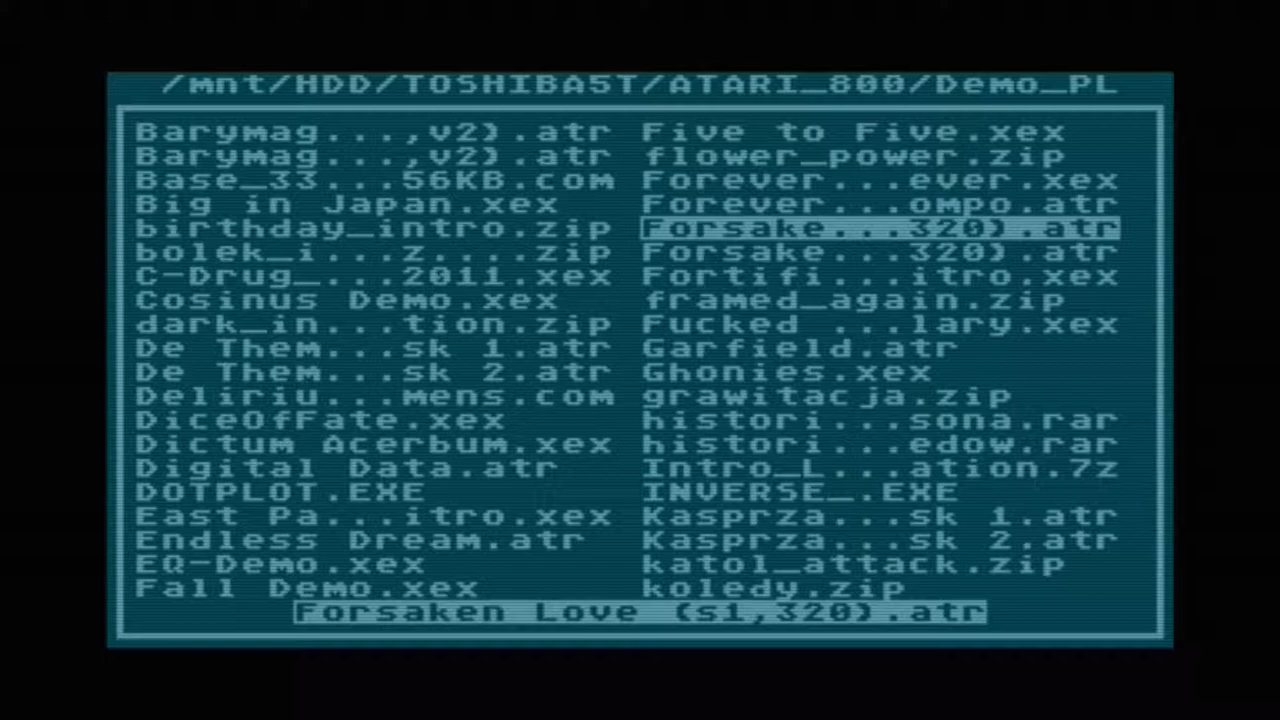 /mnt/HDD/TOSHIBA5T/ATARI_800/Demo_PL
Barymag...,v2).atr
Barymag...,v2).atr
Base_33...56KB.com
Big in Japan.xex
birthday_intro.zip
bolek_i...z....zip
C-Drug_...2011.xex
Cosinus Demo.xex
dark_in...tion.zip
De Them...sk 1.atr
De Them...sk 2.atr
Deliriu...mens.com
DiceOfFate.xex
Dictum Acerbum.xex
Digital Data.atr
DOTPLOT.EXE
East Pa...itro.xex
Endless Dream.atr
EQ-Demo.xex
Fall Demo.xex
Five to Five.xex
flower_power.zip
Forever...ever.xex
Forever...ompo.atr
Forsake...320).atr
Forsake...320).atr
Fortifi...itro.xex
framed_again.zip
Fucked ...lary.xex
Garfield.atr
Ghonies.xex
grawitacja.zip
histori...sona.rar
histori...edow.rar
Intro_L...ation.7z
INVERSE_.EXE
Kasprza...sk 1.atr
Kasprza...sk 2.atr
katol_attack.zip
koledy.zip
Forsaken Love (s1,320).atr